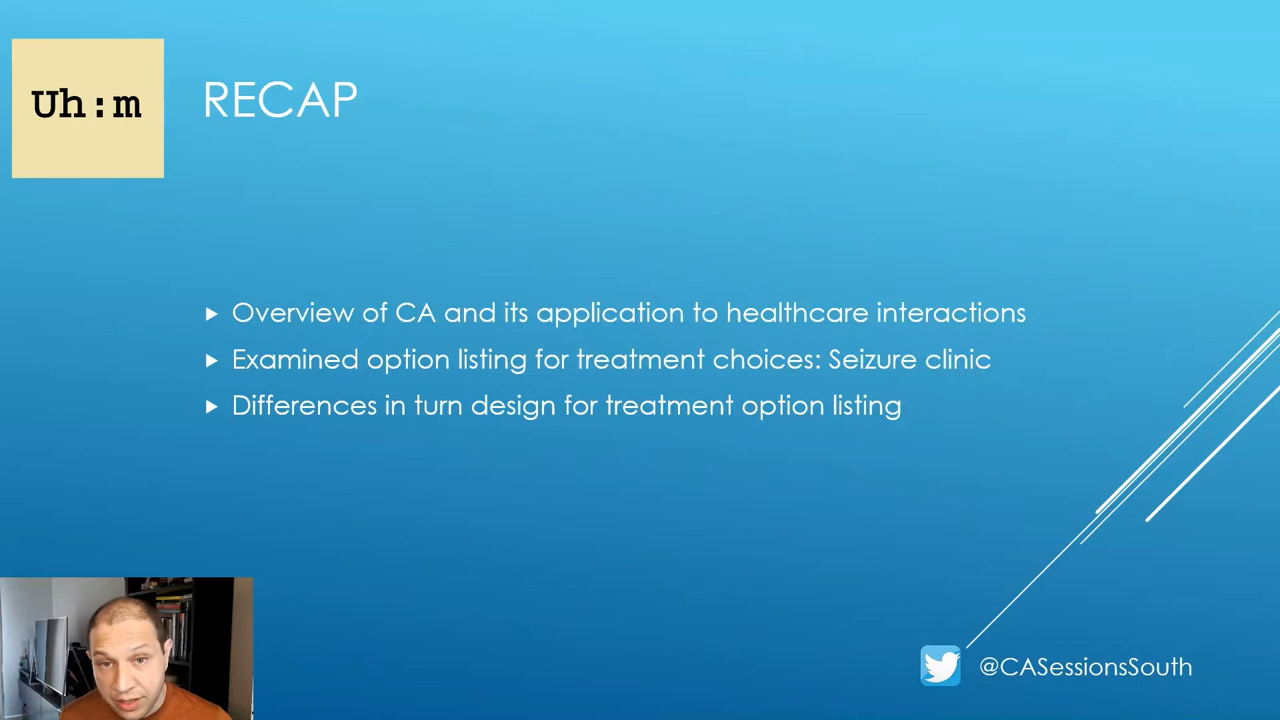 Uh:m
RECAP
Overview of CA and its application to healthcare interactions
Examined option listing for treatment choices: Seizure clinic
Differences in turn design for treatment option listing
@CASessionsSouth